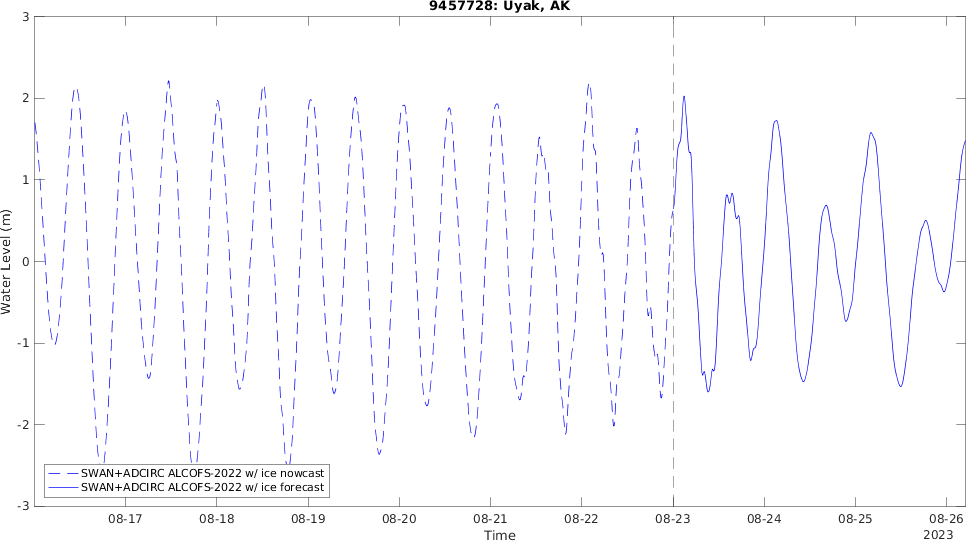 9457728: Uyak, AK
Water Level (m)
3
2
1
0
-1
-2
-3
SWAN+ADCIRC ALCOFS-2022 w/ ice nowcast
SWAN+ADCIRC ALCOFS-2022 w/ ice forecast
08-17 08-18 08-19 08-20 08-21 08-22 08-23 08-24 08-25 08-26
Time
2023